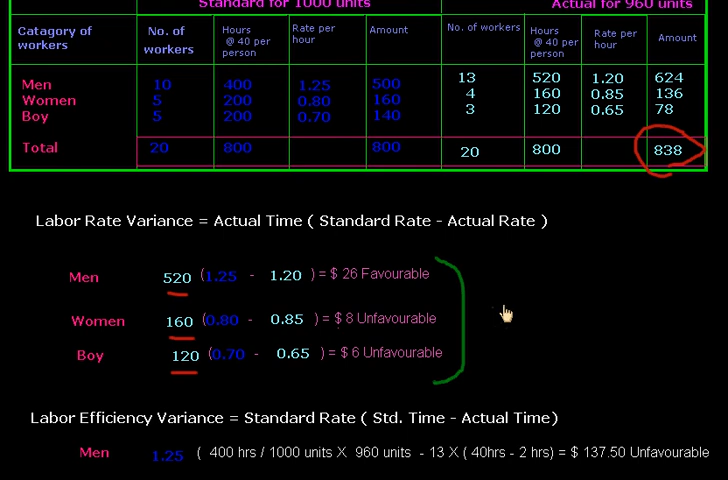 Standard for 1000 units Actual for 960 units
Catagory of workers No. of workers Hours @ 40 per person Rate per hour Amount No. of workers Hours @ 40 per person Rate per hour Amount
Men 10 400 1.25 500 13 520 1.20 624
Women 5 200 0.80 160 4 160 0.85 136
Boy 5 200 0.70 140 3 120 0.65 78
Total 20 800 800 20 800 838
Labor Rate Variance = Actual Time ( Standard Rate - Actual Rate )
Men 520 (1.25 - 1.20 ) = $ 26 Favourable
Women 160 (0.80 - 0.85 ) = $ 8 Unfavourable
Boy 120 (0.70 - 0.65 ) = $ 6 Unfavourable
Labor Efficiency Variance = Standard Rate ( Std. Time - Actual Time)
Men 1.25 ( 400 hrs / 1000 units X 960 units - 13 X ( 40hrs - 2 hrs) = $ 137.50 Unfavourable